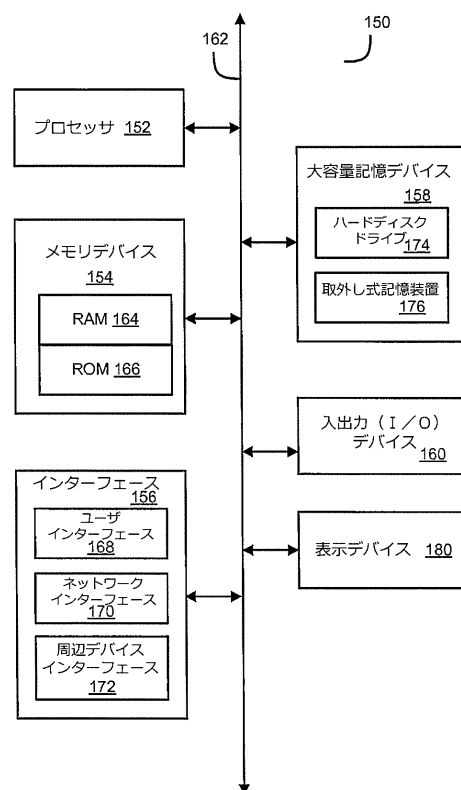 162
150
プロセッサ 152
メモリデバイス
154
RAM 164
ROM 166
インターフェース
156
ユーザ
インターフェース
168
ネットワーク
インターフェース
170
周辺デバイス
インターフェース
172
大容量記憶デバイス
158
ハードディスク
ドライブ174
取外し式記憶装置
176
入出力(I/O)
デバイス 160
表示デバイス 180